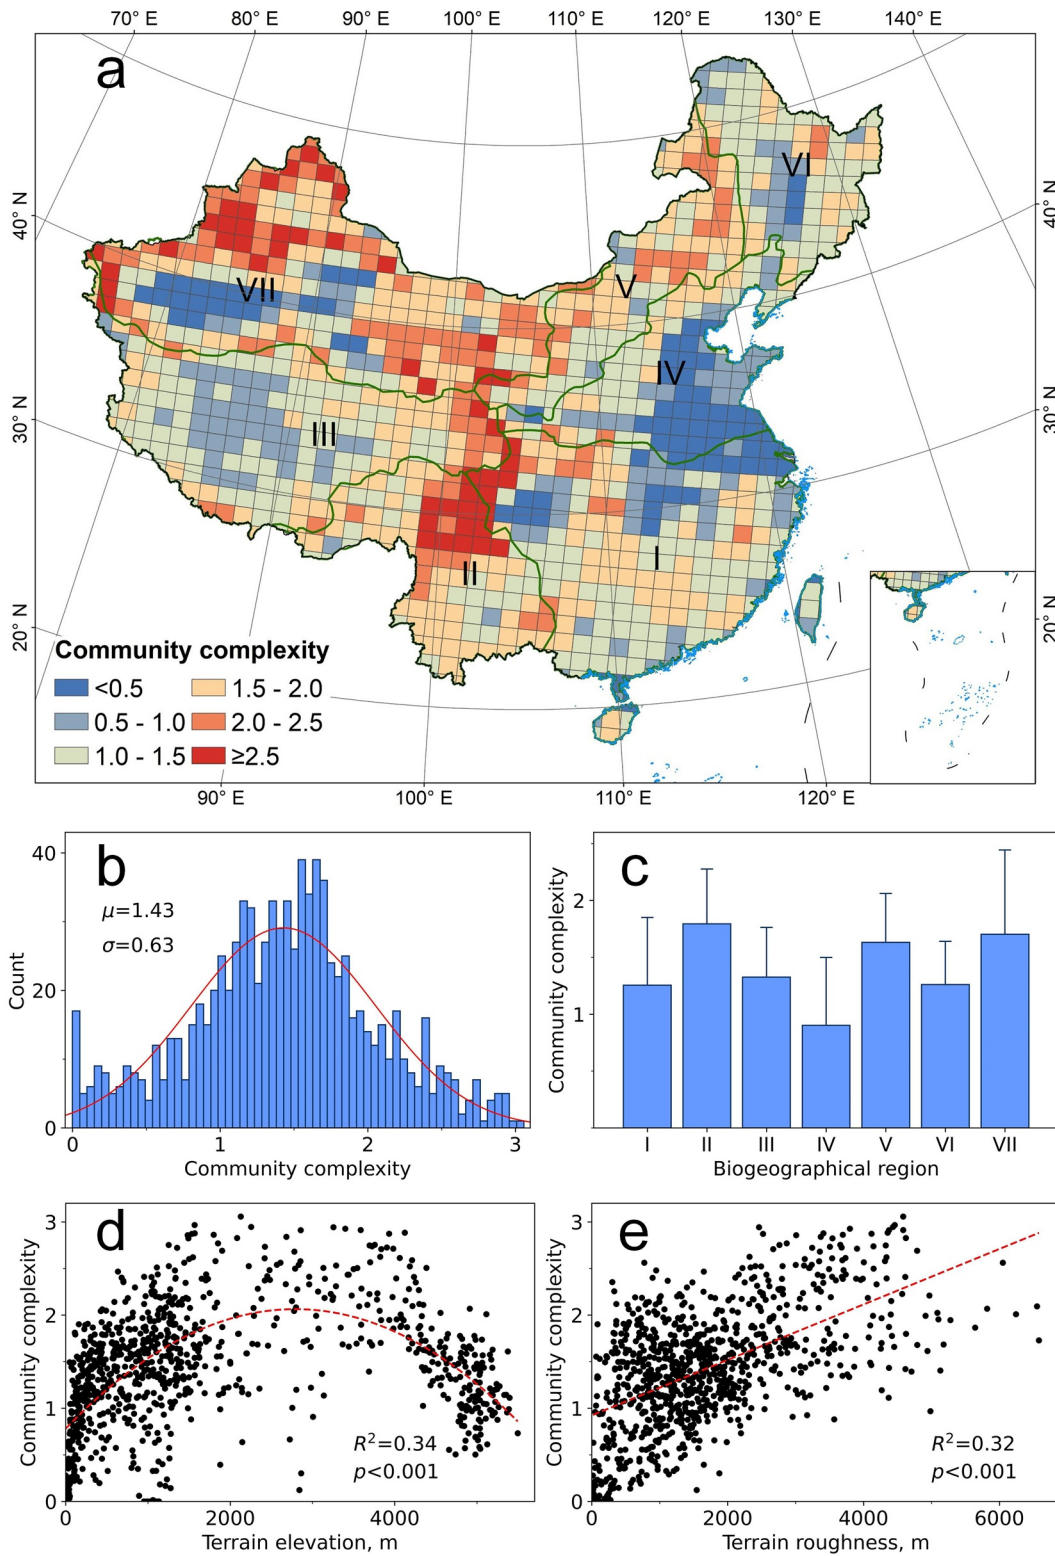 70° E 80° E 90° E 100° E 110° E 120° E 130° E 140° E
a
VI
40° N 40° N
VII V
IV
30° N III 30° N
II I
20° N 20° N
Community complexity
<0.5 1.5 - 2.0
0.5 - 1.0 2.0 - 2.5
1.0 - 1.5 ≥2.5
90° E 100° E 110° E 120° E
b
μ=1.43
σ=0.63
Count
40
20
0
0 1 2 3
Community complexity
c
Community complexity
2
1
I II III IV V VI VII
Biogeographical region
d
Community complexity
3
2
1
0
R²=0.34
p<0.001
0 2000 4000
Terrain elevation, m
e
Community complexity
3
2
1
0
R²=0.32
p<0.001
0 2000 4000 6000
Terrain roughness, m